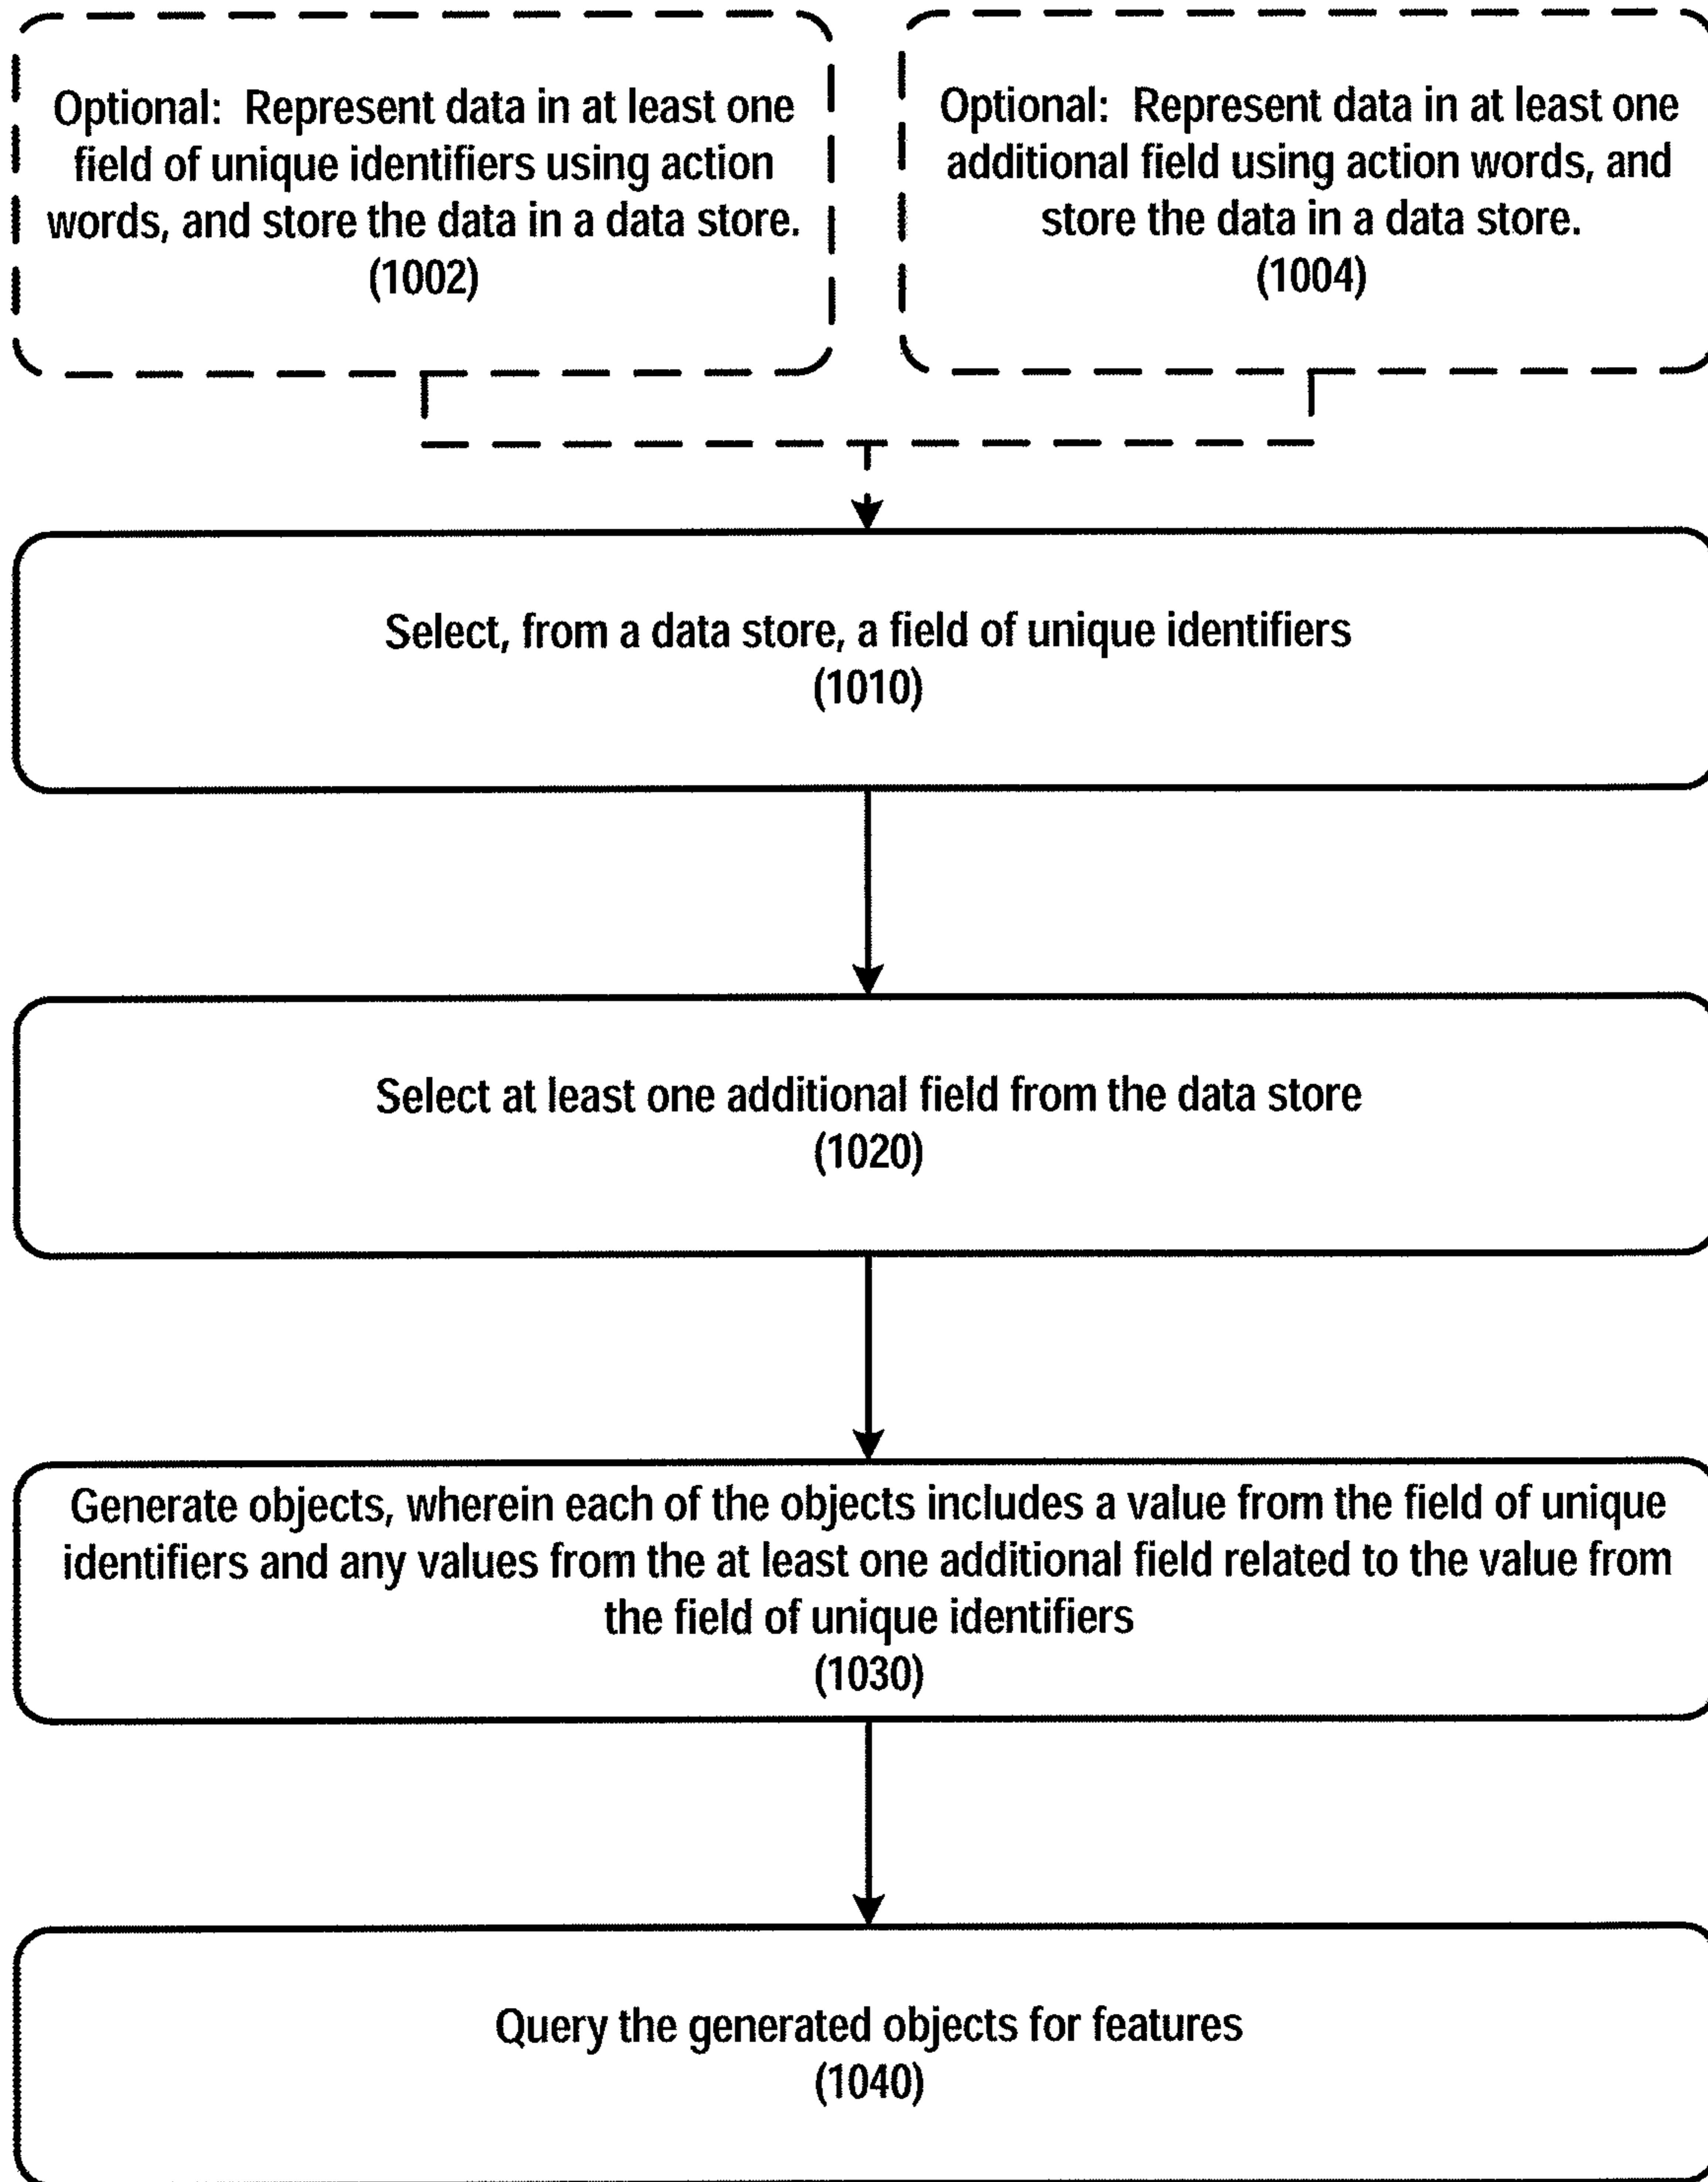 Optional:  Represent data in at least one
field of unique identifiers using action
words, and store the data in a data store.
(1002)
Optional:  Represent data in at least one
additional field using action words, and
store the data in a data store.
(1004)
Select, from a data store, a field of unique identifiers
(1010)
Select at least one additional field from the data store
(1020)
Generate objects, wherein each of the objects includes a value from the field of unique
identifiers and any values from the at least one additional field related to the value from
the field of unique identifiers
(1030)
Query the generated objects for features
(1040)